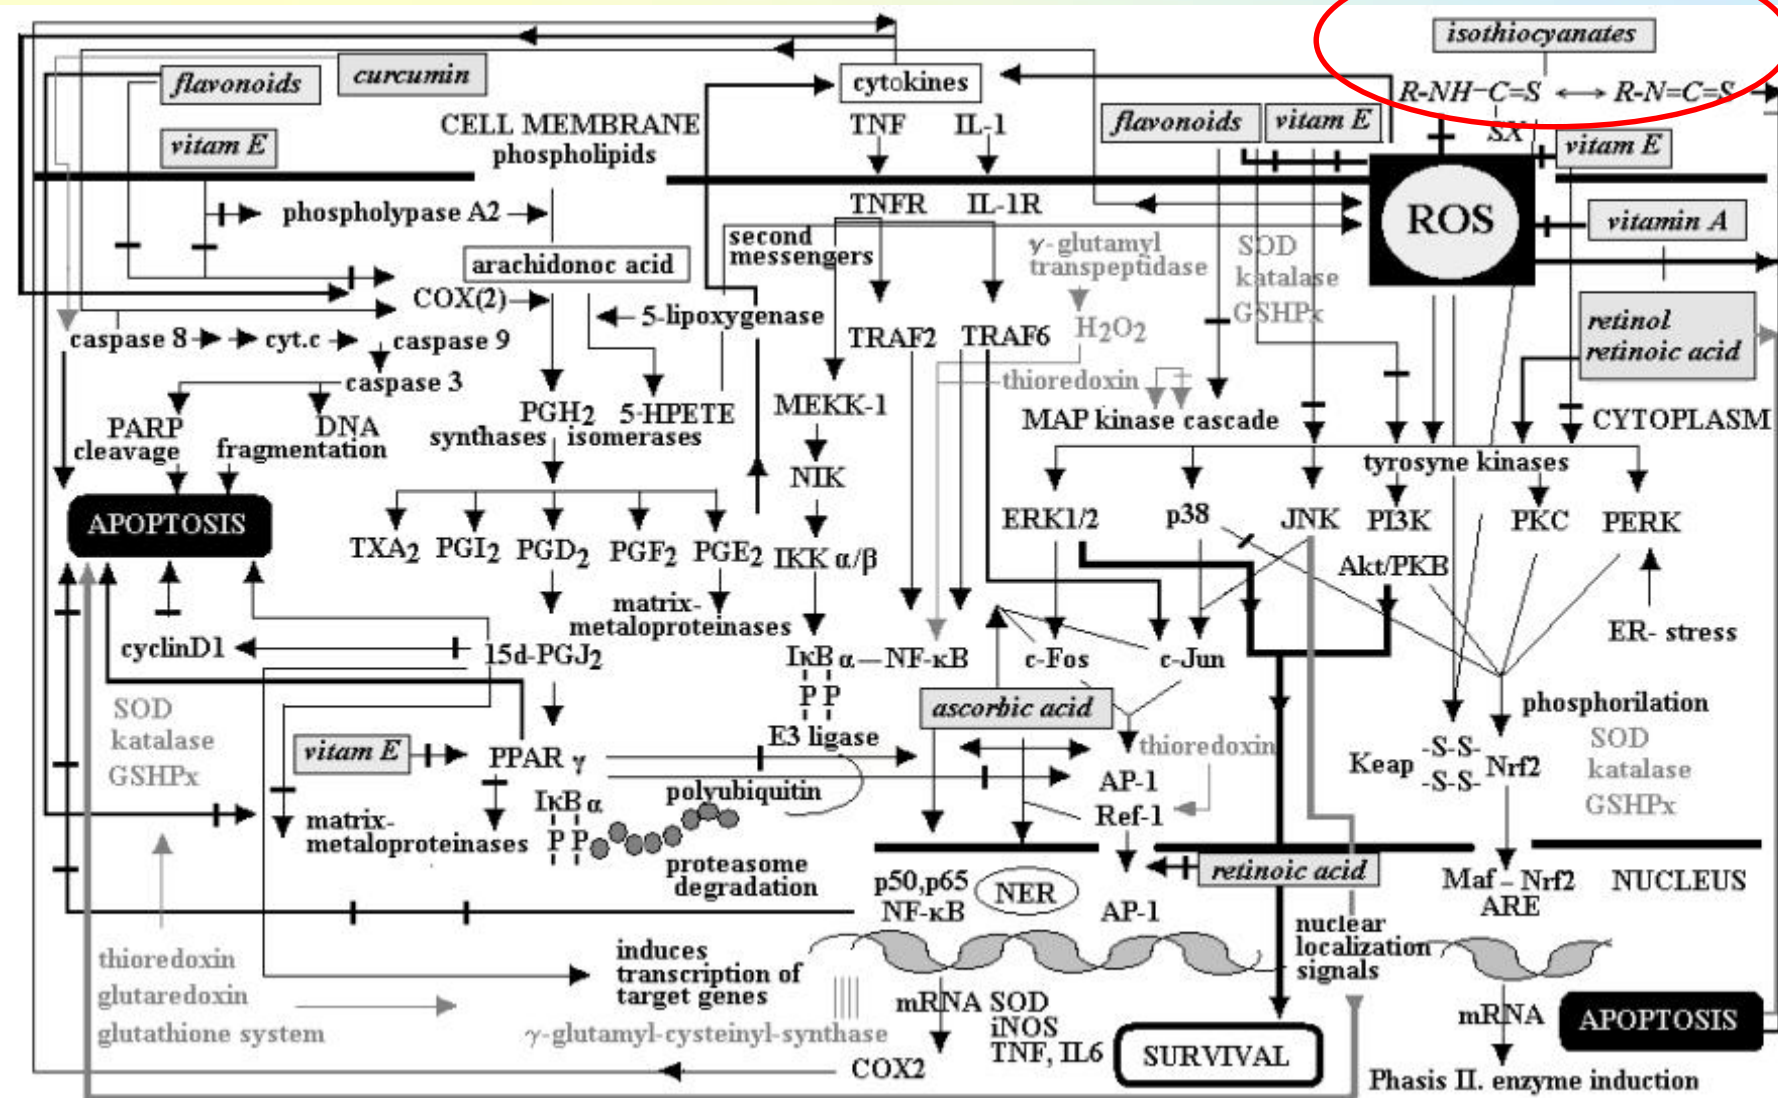 isothiocyanates
R-NH-C=S ↔ R-N=C=S
SX
flavonoids
curcumin
vitam E
CELL MEMBRANE
phospholipids
cytokines
TNF IL-1
flavonoids
vitam E
vitam E
phospholypase A2
TNFR IL-1R
ROS
vitamin A
second
messengers
γ-glutamyl
transpeptidase
SOD
katalase
GSHPx
arachidonoc acid
COX(2)
5-lipoxygenase
H2O2
retinol
retinoic acid
caspase 8
cyt.c
caspase 9
TRAF2 TRAF6
caspase 3
thioredoxin
PARP
cleavage
DNA
fragmentation
PGH2
5-HPETE
synthases isomerases
MEKK-1
MAP kinase cascade
CYTOPLASM
NIK
tyrosyne kinases
APOPTOSIS
TXA2 PGI2 PGD2 PGF2 PGE2
IKK α/β
ERK1/2 p38 JNK PI3K PKC PERK
Akt/PKB
matrix-
metaloproteinases
ER- stress
cyclinD1
15d-PGJ2
IκB α–NF-κB
P P
c-Fos c-Jun
SOD
katalase
GSHPx
ascorbic acid
phosphorilation
vitam E
PPAR γ
E3 ligase
thioredoxin
Keap -S-S- Nrf2
-S-S-
SOD
katalase
GSHPx
AP-1
Ref-1
polyubiquitin
IκB α
P P
matrix-
metaloproteinases
proteasome
degradation
retinoic acid
p50,p65
NF-κB
NER
AP-1
Maf – Nrf2
ARE
NUCLEUS
nuclear
localization
signals
thioredoxin
glutaredoxin
glutathione system
induces
transcription of
target genes
γ-glutamyl-cysteinyl-synthase
mRNA SOD
iNOS
TNF, IL6
COX2
SURVIVAL
mRNA
APOPTOSIS
Phasis II. enzyme induction